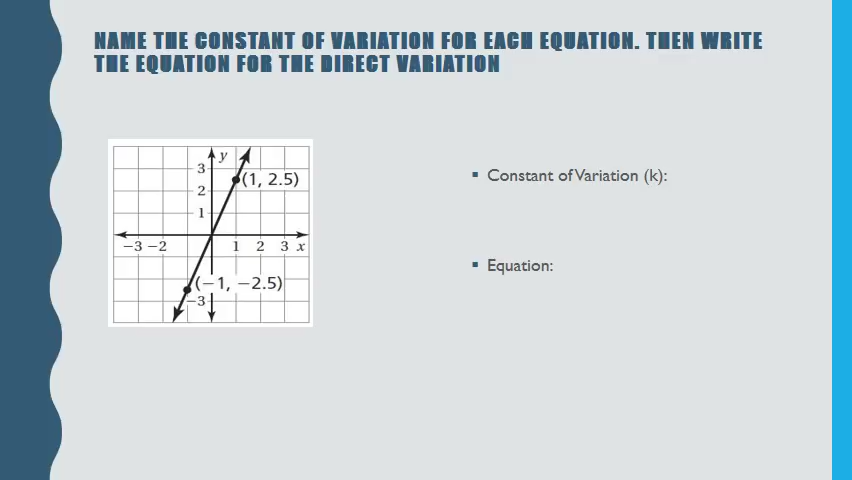 NAME THE CONSTANT OF VARIATION FOR EACH EQUATION. THEN WRITE
THE EQUATION FOR THE DIRECT VARIATION
y
3
(1, 2.5)
2
1
−3 −2
1 2 3 x
(−1, −2.5)
−3
▪ Constant of Variation (k):
▪ Equation: